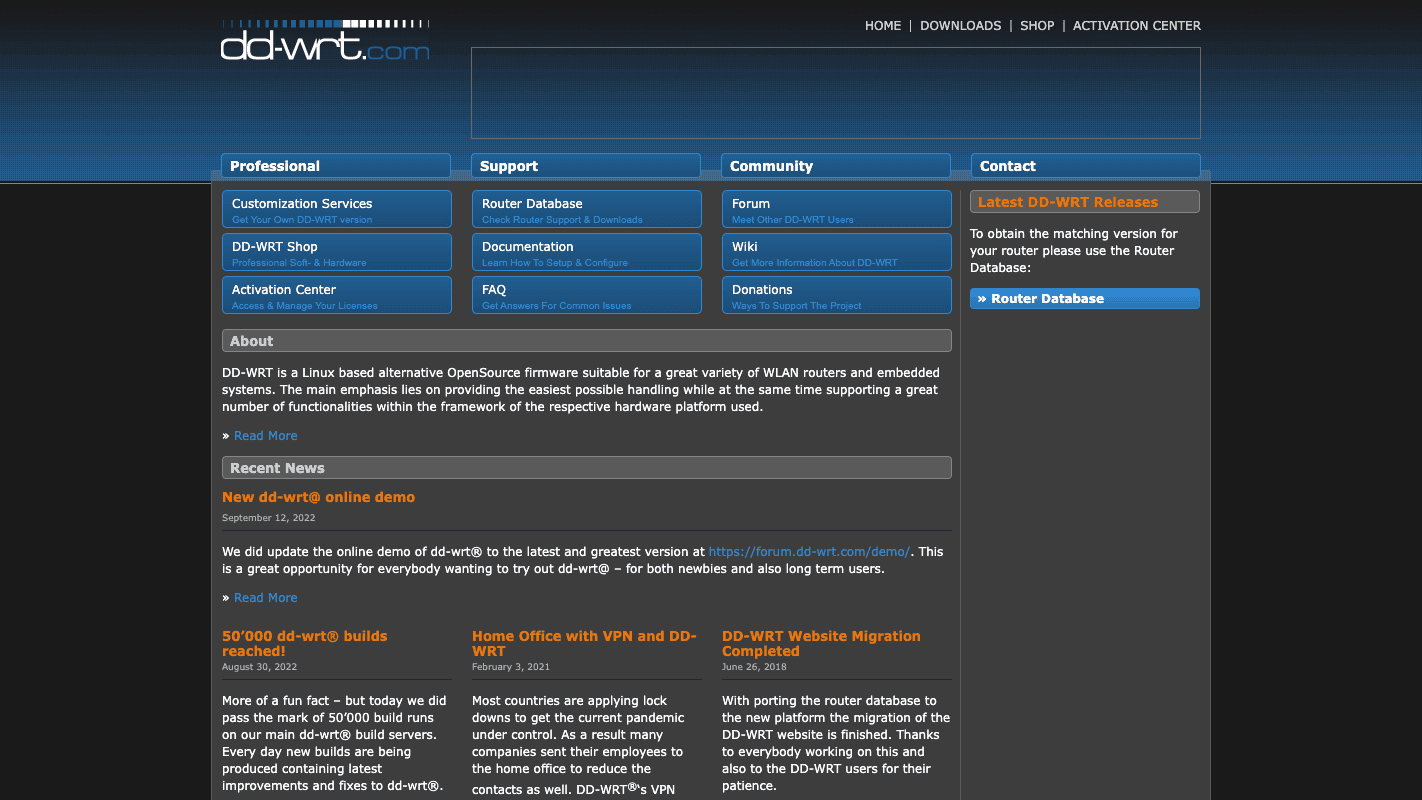 dd-wrt.com
HOME | DOWNLOADS | SHOP | ACTIVATION CENTER
Professional
Support
Community
Contact
Customization Services
Get Your Own DD-WRT version
DD-WRT Shop
Professional Soft- & Hardware
Activation Center
Access & Manage Your Licenses
Router Database
Check Router Support & Downloads
Documentation
Learn How To Setup & Configure
FAQ
Get Answers For Common Issues
Forum
Meet Other DD-WRT Users
Wiki
Get More Information About DD-WRT
Donations
Ways To Support The Project
Latest DD-WRT Releases
To obtain the matching version for
your router please use the Router
Database:
» Router Database
About
DD-WRT is a Linux based alternative OpenSource firmware suitable for a great variety of WLAN routers and embedded
systems. The main emphasis lies on providing the easiest possible handling while at the same time supporting a great
number of functionalities within the framework of the respective hardware platform used.
» Read More
Recent News
New dd-wrt@ online demo
September 12, 2022
We did update the online demo of dd-wrt® to the latest and greatest version at https://forum.dd-wrt.com/demo/. This
is a great opportunity for everybody wanting to try out dd-wrt@ – for both newbies and also long term users.
» Read More
50’000 dd-wrt® builds
reached!
August 30, 2022
More of a fun fact – but today we did
pass the mark of 50’000 build runs
on our main dd-wrt® build servers.
Every day new builds are being
produced containing latest
improvements and fixes to dd-wrt®.
Home Office with VPN and DD-
WRT
February 3, 2021
Most countries are applying lock
downs to get the current pandemic
under control. As a result many
companies sent their employees to
the home office to reduce the
contacts as well. DD-WRT®‘s VPN
DD-WRT Website Migration
Completed
June 26, 2018
With porting the router database to
the new platform the migration of the
DD-WRT website is finished. Thanks
to everybody working on this and
also to the DD-WRT users for their
patience.